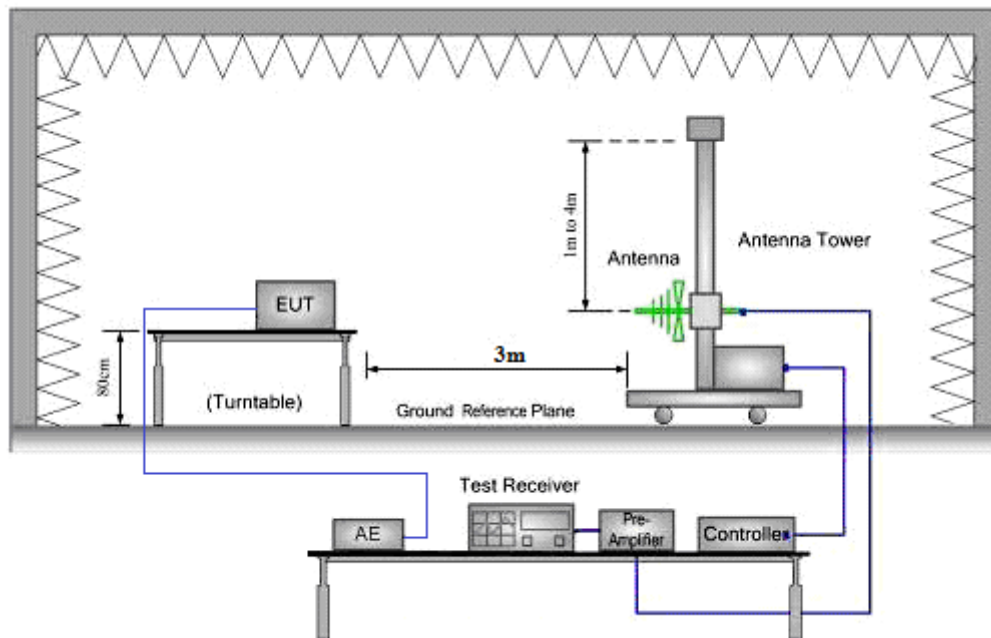 1m to 4m
Antenna
Antenna Tower
EUT
80cm
3m
(Turntable)
Ground Reference Plane
Test Receiver
AE
Pre-
Amplifier
Controller